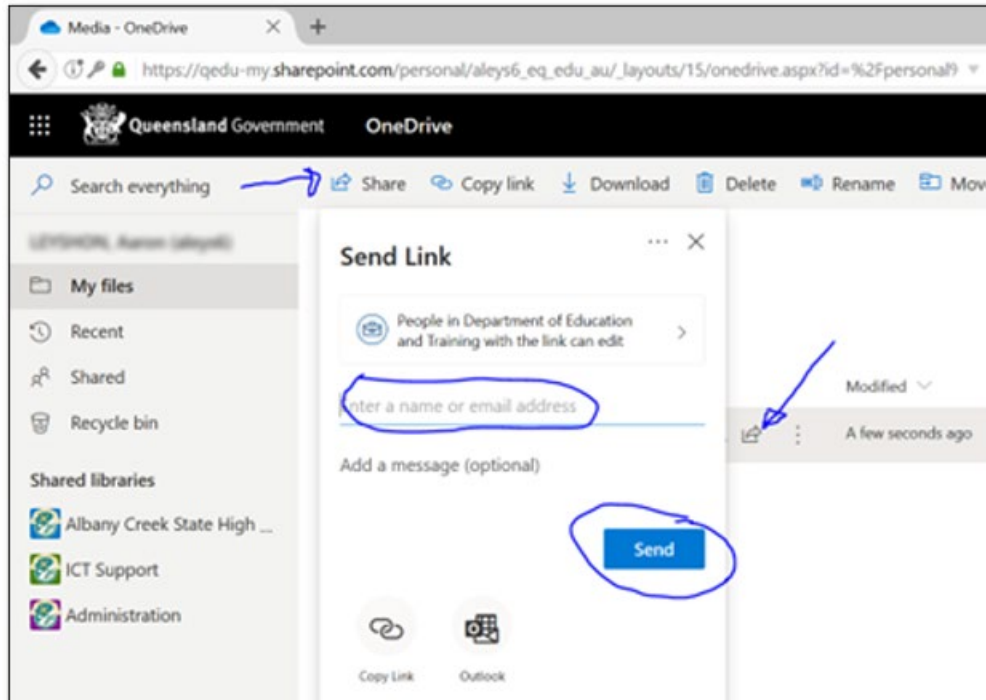 Media - OneDrive
https://qedu-my.sharepoint.com/personal/aleys6_eq_edu_au/_layouts/15/onedrive.aspx?id=%2Fpersonal%
Queensland Government OneDrive
Search everything Share Copy link Download Delete Rename Mov
Send Link
My files
People in Department of Education
and Training with the link can edit
Recent
Shared
Enter a name or email address
Modified
Recycle bin
A few seconds ago
Add a message (optional)
Shared libraries
Albany Creek State High ...
Send
ICT Support
Administration
Copy Link Outlook